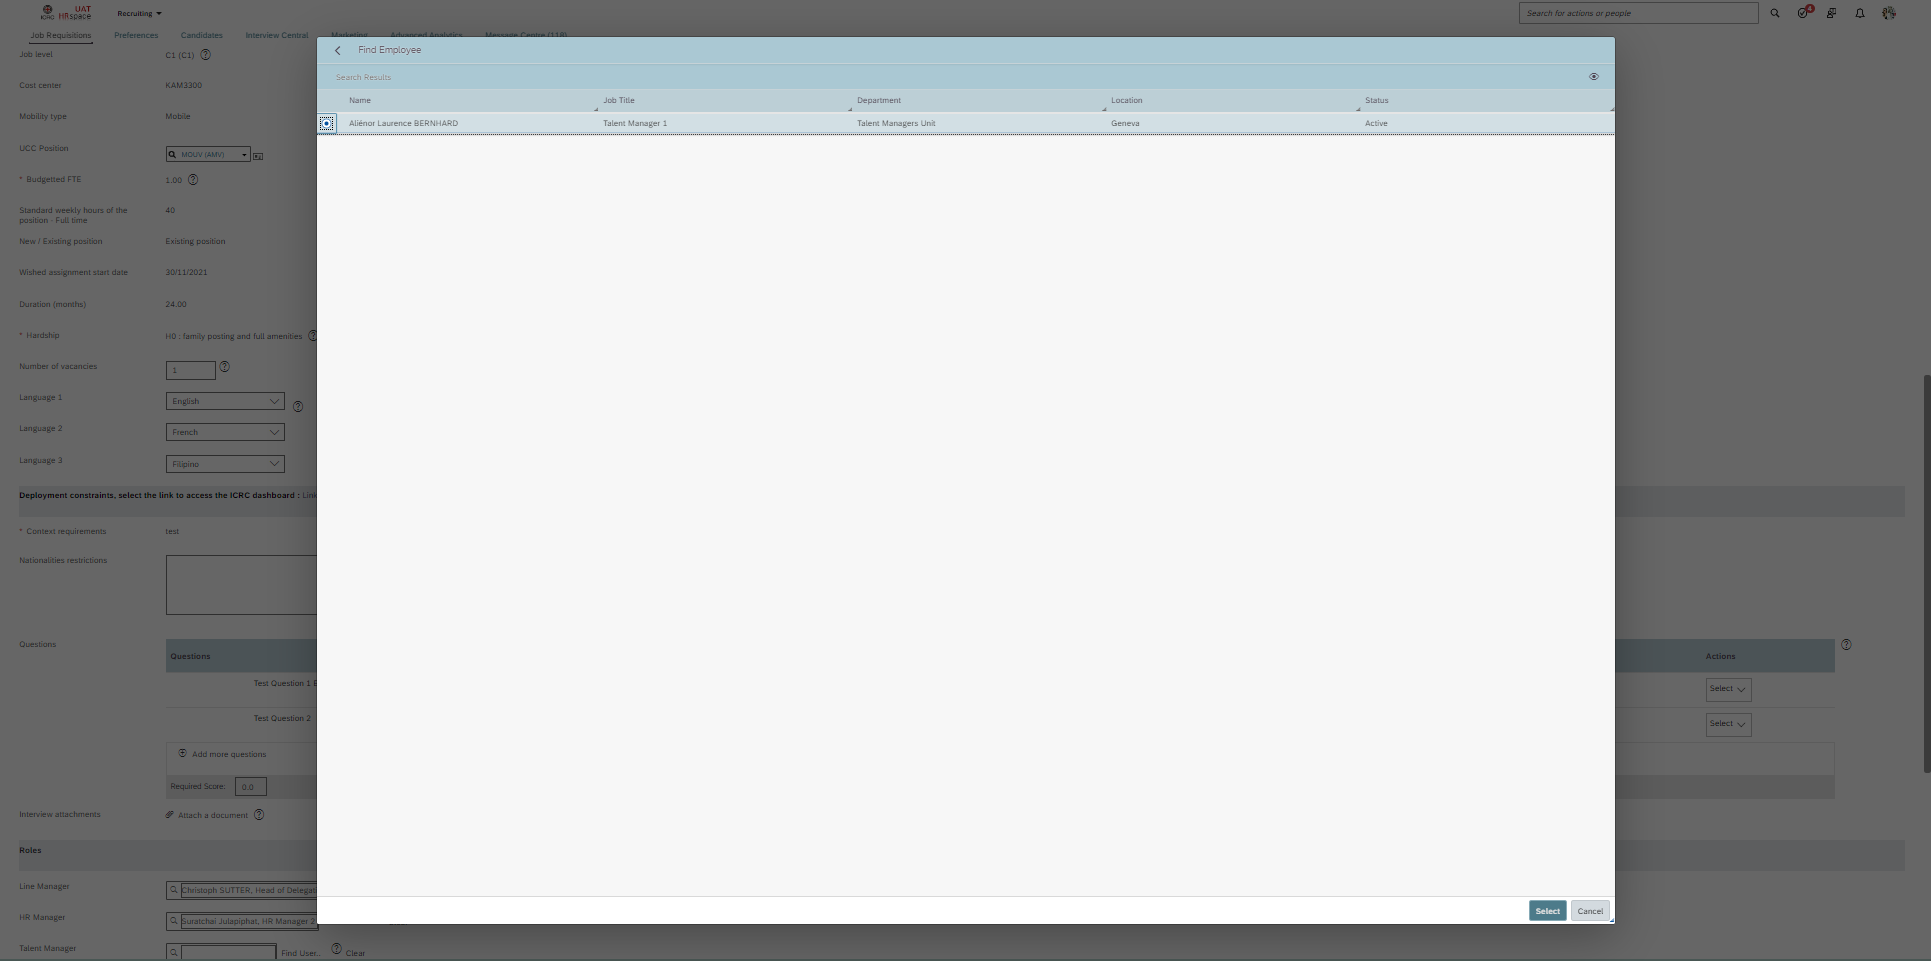 UAT
ICRC HRspace
Recruiting
Search for actions or people
4
Job Requisitions Preferences Candidates Interview Central Marketing Advanced Analytics Message Centre (118)
Find Employee
Job level C1 (C1)
Search Results
Cost center KAM3300
Name Job Title Department Location Status
Mobility type Mobile
Aliénor Laurence BERNHARD Talent Manager 1 Talent Managers Unit Geneva Active
UCC Position MOUV (AMV)
* Budgetted FTE 1.00
Standard weekly hours of the
position - Full time 40
New / Existing position Existing position
Wished assignment start date 30/11/2021
Duration (months) 24.00
* Hardship H0 : family posting and full amenities
Number of vacancies 1
Language 1 English
Language 2 French
Language 3 Filipino
Deployment constraints, select the link to access the ICRC dashboard : Link
* Context requirements test
Nationalities restrictions
Questions
Questions Actions
Test Question 1 E Select
Test Question 2 Select
Add more questions
Required Score: 0.0
Interview attachments Attach a document
Roles
Line Manager Christoph SUTTER, Head of Delegati
HR Manager Suratchai Julapiphat, HR Manager 2
Select Cancel
Talent Manager Find User... Clear